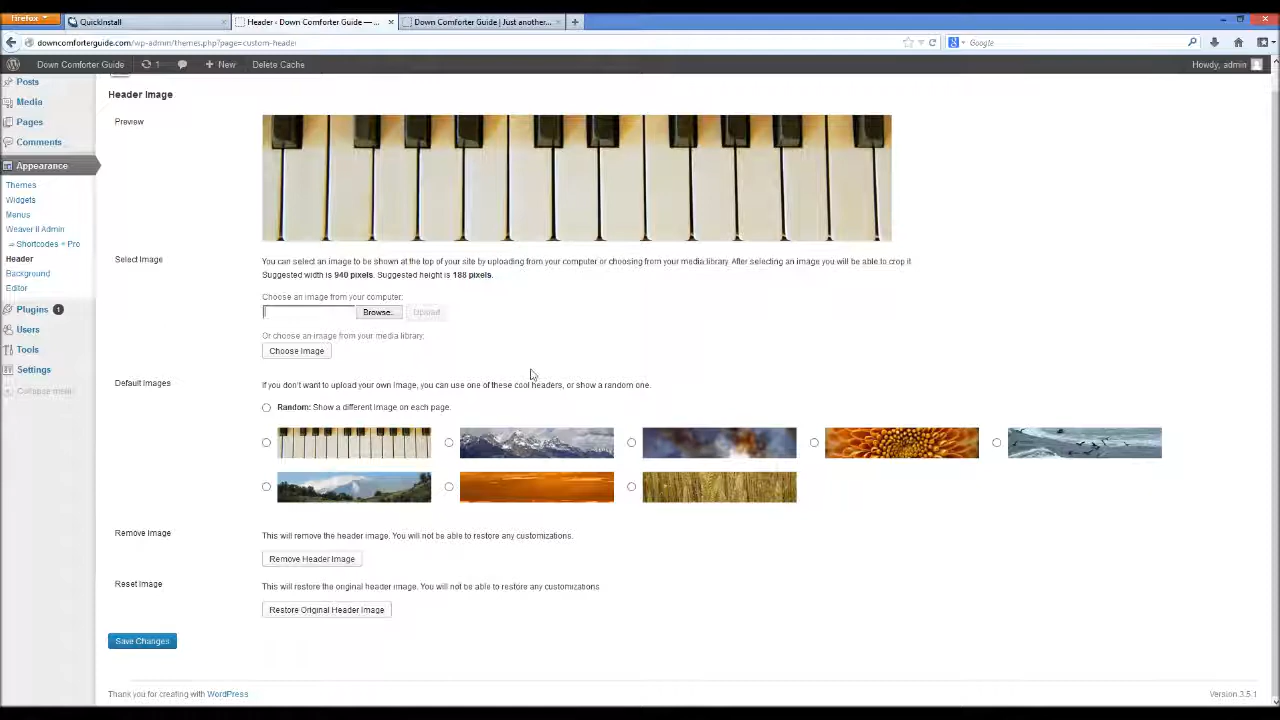 Firefox
QuickInstall
Header ‹ Down Comforter Guide — ...
Down Comforter Guide | Just another...
downcomforterguide.com/wp-admin/themes.php?page=custom-header
Google
Down Comforter Guide
1
New
Delete Cache
Howdy, admin
Posts
Media
Pages
Comments
Appearance
Themes
Widgets
Menus
Weaver II Admin
⇒ Shortcodes + Pro
Header
Background
Editor
Plugins 1
Users
Tools
Settings
Collapse menu
Header Image
Preview
Select Image
You can select an image to be shown at the top of your site by uploading from your computer or choosing from your media library. After selecting an image you will be able to crop it.
Suggested width is 940 pixels. Suggested height is 188 pixels.
Choose an image from your computer:
Browse...
Upload
Or choose an image from your media library:
Choose Image
Default Images
If you don't want to upload your own image, you can use one of these cool headers, or show a random one.
Random: Show a different image on each page.
Remove Image
This will remove the header image. You will not be able to restore any customizations.
Remove Header Image
Reset Image
This will restore the original header image. You will not be able to restore any customizations.
Restore Original Header Image
Save Changes
Thank you for creating with WordPress
Version 3.5.1